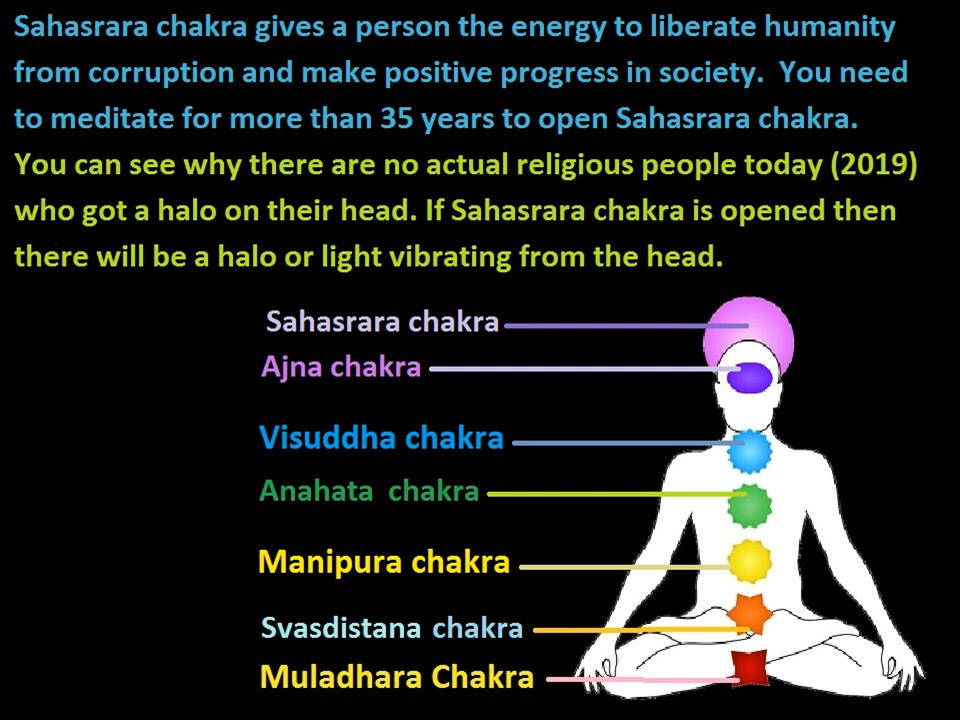 Sahasrara chakra gives a person the energy to liberate humanity
from corruption and make positive progress in society.  You need
to meditate for more than 35 years to open Sahasrara chakra.
You can see why there are no actual religious people today (2019)
who got a halo on their head. If Sahasrara chakra is opened then
there will be a halo or light vibrating from the head.
Sahasrara chakra
Ajna chakra
Visuddha chakra
Anahata  chakra
Manipura chakra
Svasdistana  chakra
Muladhara Chakra